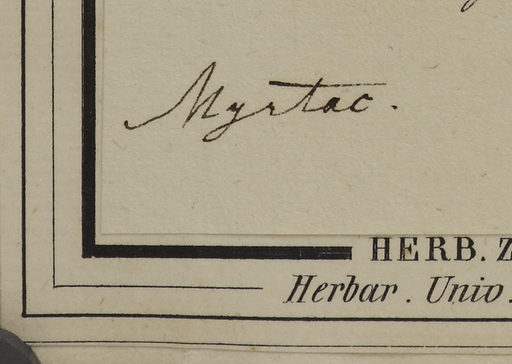 Myrtac.
HERB. Z
Herbar. Univ.